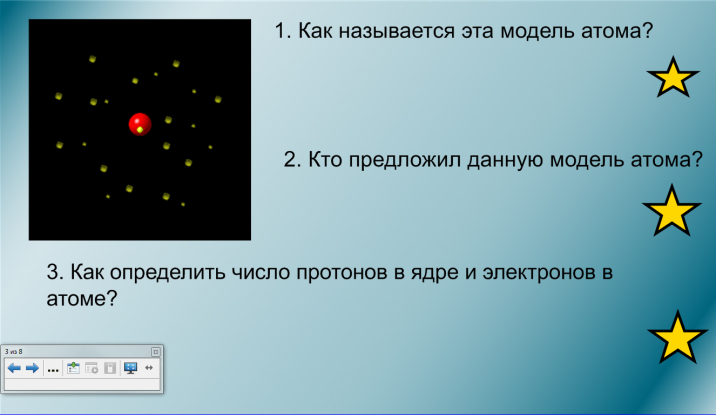 1. Как называется эта модель атома?
2. Кто предложил данную модель атома?
3. Как определить число протонов в ядре и электронов в
атоме?
3 из 8